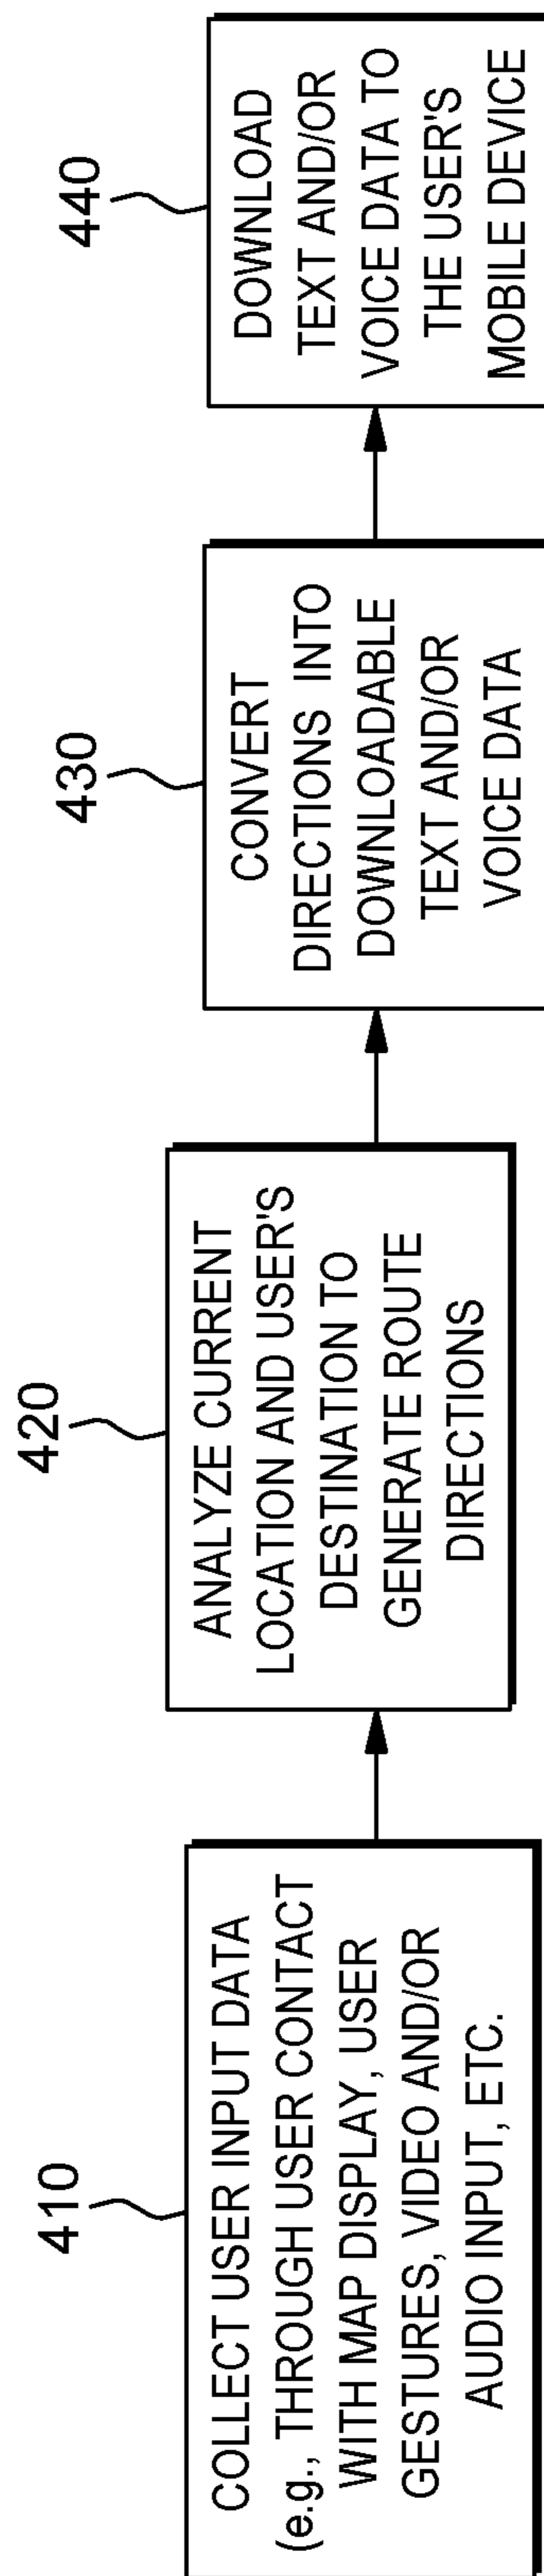 410
COLLECT USER INPUT DATA
(e.g., THROUGH USER CONTACT
WITH MAP DISPLAY, USER
GESTURES, VIDEO AND/OR
AUDIO INPUT, ETC.
420
ANALYZE CURRENT
LOCATION AND USER'S
DESTINATION TO
GENERATE ROUTE
DIRECTIONS
430
CONVERT
DIRECTIONS INTO
DOWNLOADABLE
TEXT AND/OR
VOICE DATA
440
DOWNLOAD
TEXT AND/OR
VOICE DATA TO
THE USER'S
MOBILE DEVICE